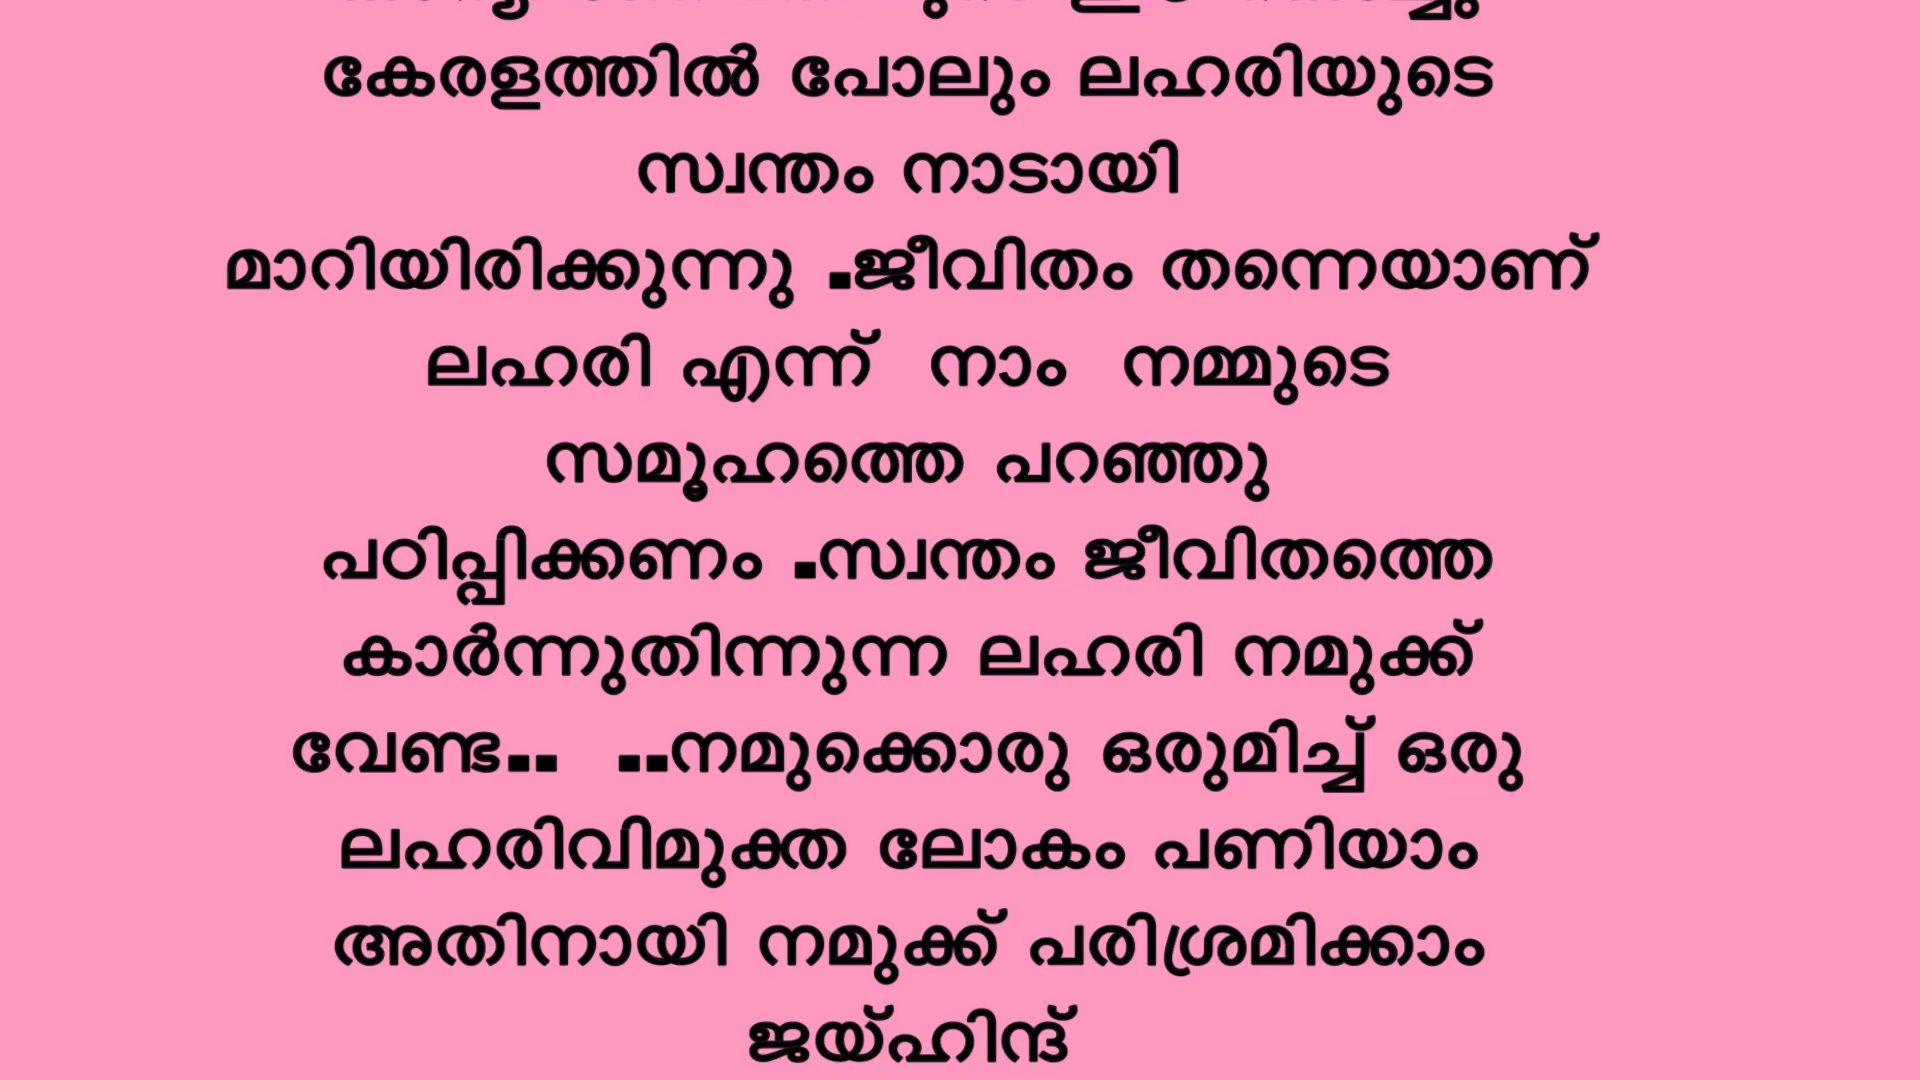 കേരളത്തിൽ പോലും ലഹരിയുടെ
സ്വന്തം നാടായി
മാറിയിരിക്കുന്നു .ജീവിതം തന്നെയാണ്
ലഹരി എന്ന് നാം നമ്മുടെ
സമൂഹത്തെ പറഞ്ഞു
പഠിപ്പിക്കണം .സ്വന്തം ജീവിതത്തെ
കാർന്നുതിന്നുന്ന ലഹരി നമുക്ക്
വേണ്ട.. ..നമുക്കൊരു ഒരുമിച്ച് ഒരു
ലഹരിവിമുക്ത ലോകം പണിയാം
അതിനായി നമുക്ക് പരിശ്രമിക്കാം
ജയ്ഹിന്ദ്